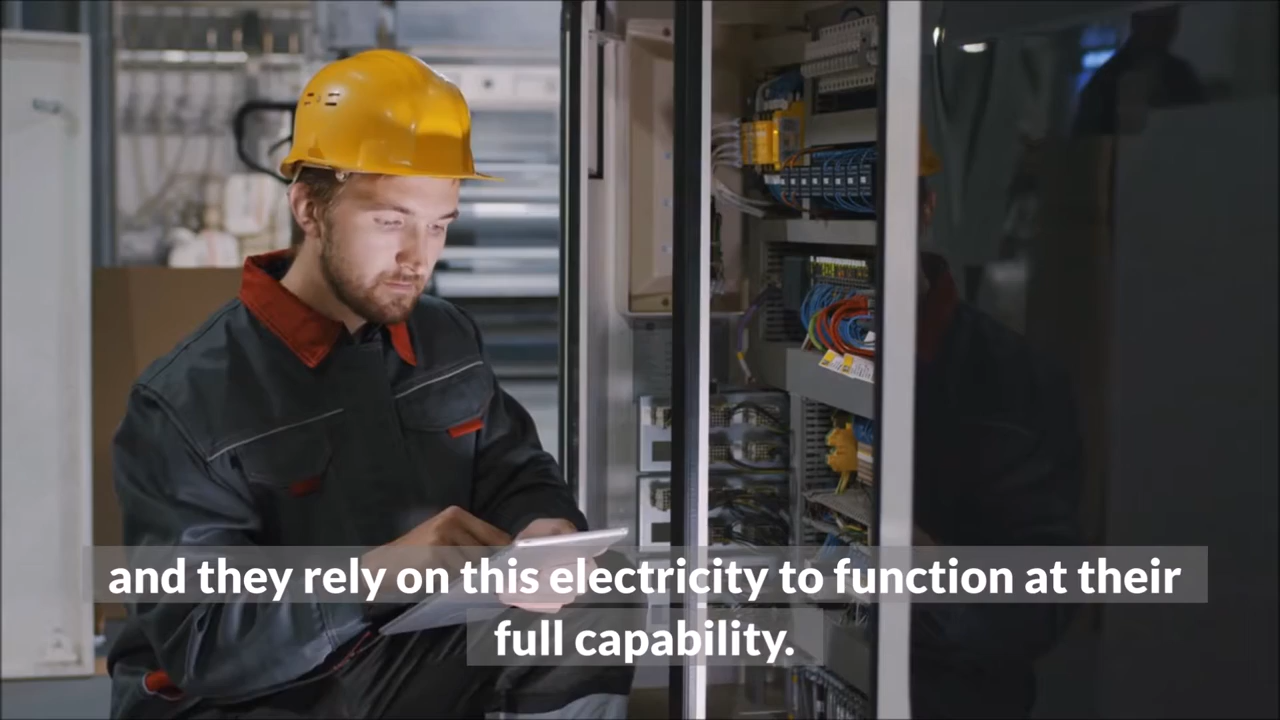 and they rely on this electricity to function at their
full capability.